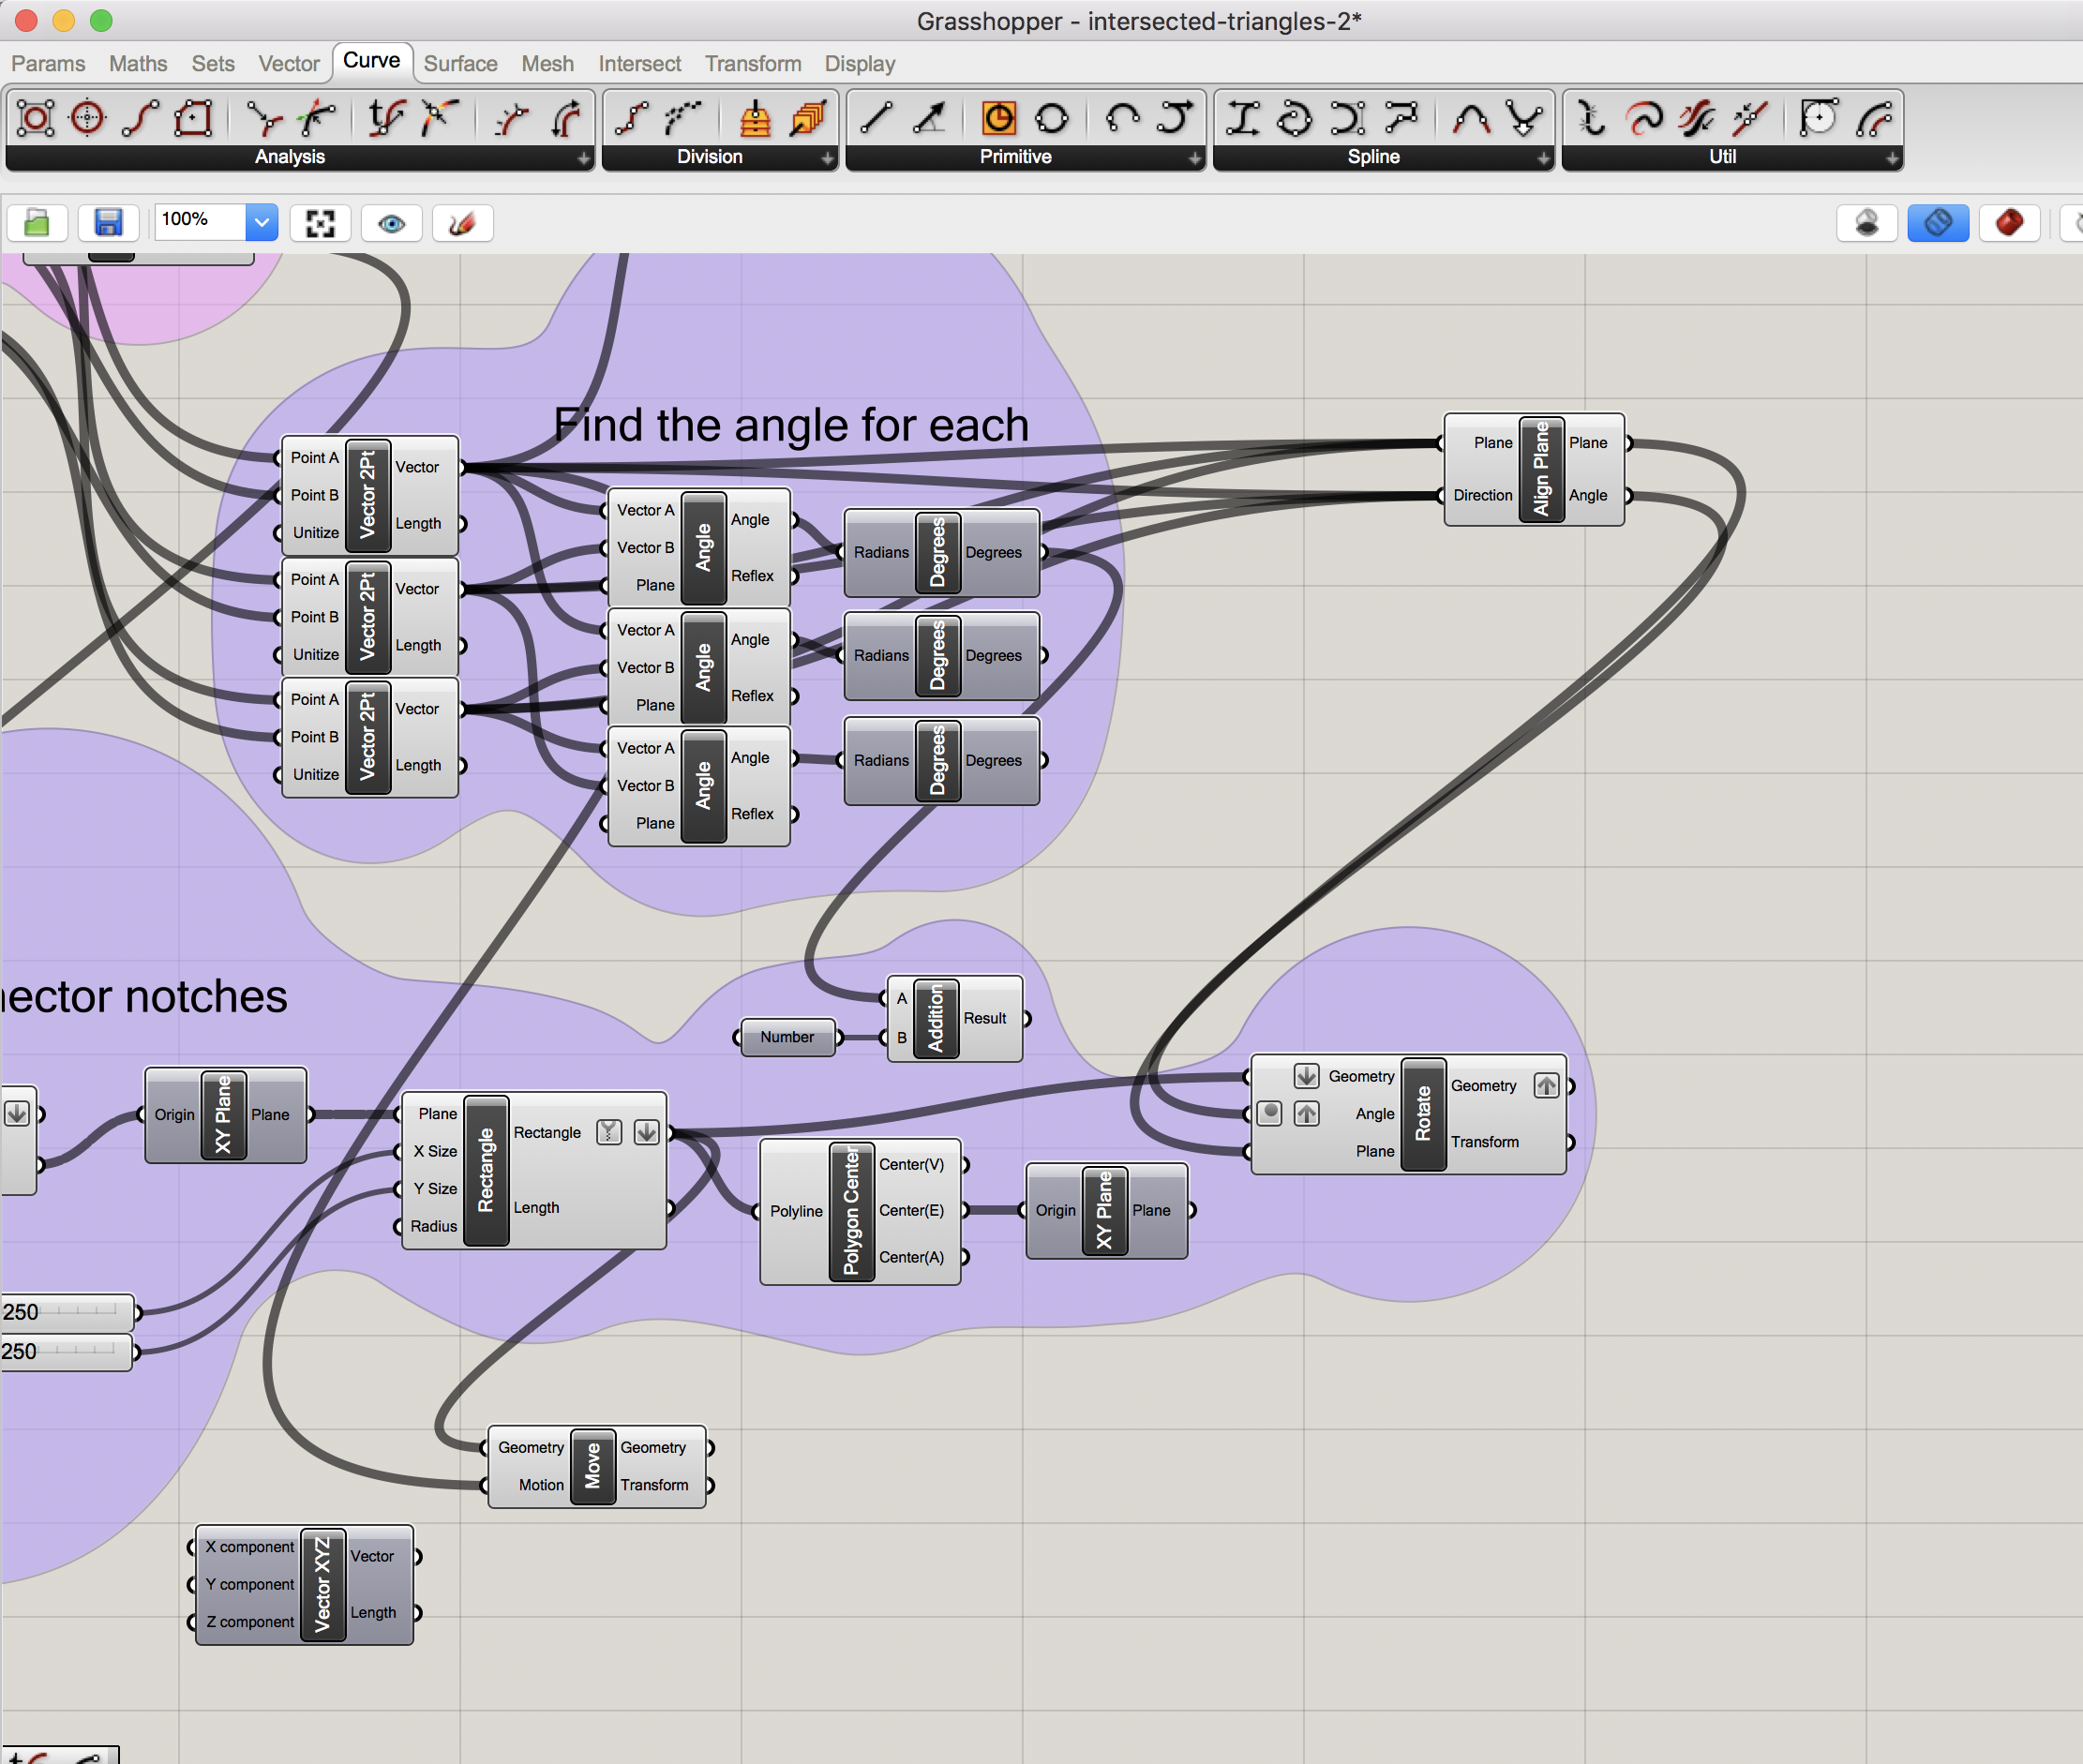 Grasshopper - intersected-triangles-2*
Params Maths Sets Vector Curve Surface Mesh Intersect Transform Display
Analysis Division Primitive Spline Util
100%
Find the angle for each
Point A
Point B
Unitize
Vector 2Pt
Vector
Length
Point A
Point B
Unitize
Vector 2Pt
Vector
Length
Point A
Point B
Unitize
Vector 2Pt
Vector
Length
Vector A
Vector B
Plane
Angle
Angle
Reflex
Vector A
Vector B
Plane
Angle
Angle
Reflex
Vector A
Vector B
Plane
Angle
Angle
Reflex
Radians Degrees Degrees
Radians Degrees Degrees
Radians Degrees Degrees
Plane
Direction
Align Plane
Plane
Angle
nector notches
Number
A
B
Addition
Result
Origin XY Plane Plane
Plane
X Size
Y Size
Radius
Rectangle
Rectangle
Length
Polyline
Polygon Center
Center(V)
Center(E)
Center(A)
Origin XY Plane Plane
Geometry
Angle
Plane
Rotate
Geometry
Transform
250
250
Geometry
Motion
Move
Geometry
Transform
X component
Y component
Z component
Vector XYZ
Vector
Length